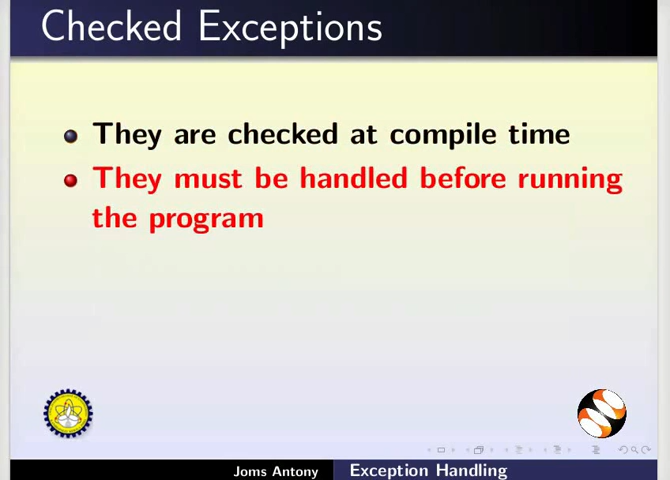 Checked Exceptions
They are checked at compile time
They must be handled before running
the program
Joms Antony
Exception Handling